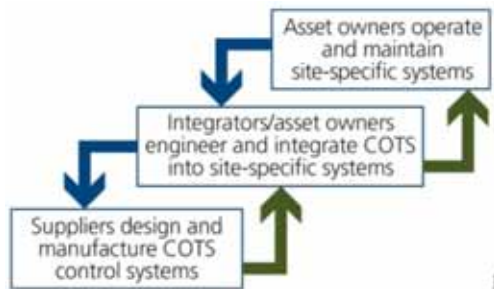 Asset owners operate
and maintain
site-specific systems
Integrators/asset owners
engineer and integrate COTS
into site-specific systems
Suppliers design and
manufacture COTS
control systems